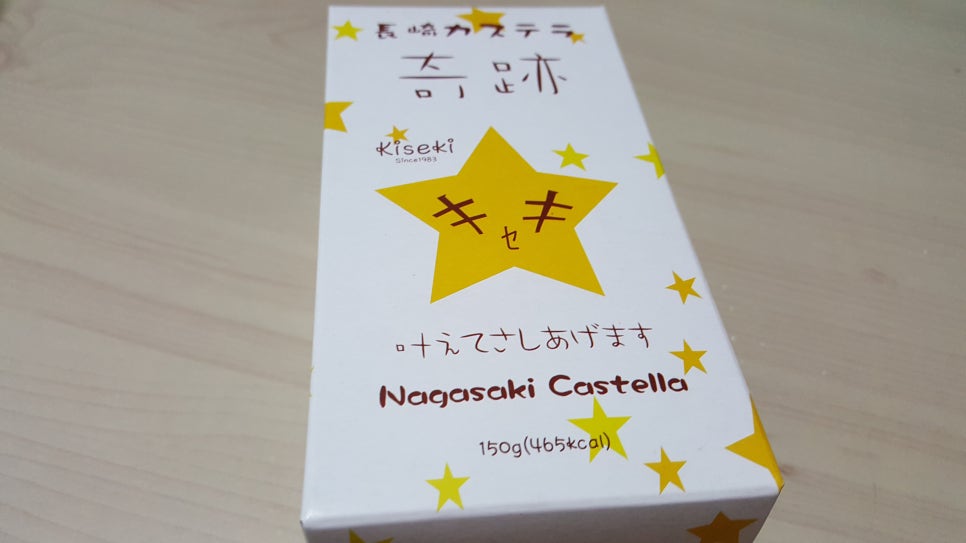 長崎カステラ
奇跡
Kiseki
Since1983
キセキ
叶えてさしあげます
Nagasaki Castella
150g(465kcal)